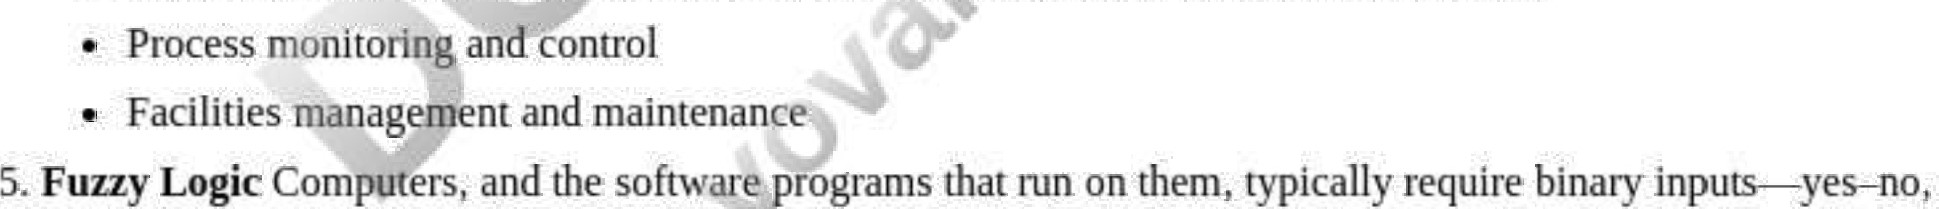 • Process monitoring and control
• Facilities management and maintenance
5. Fuzzy Logic Computers, and the software programs that run on them, typically require binary inputs—yes–no,